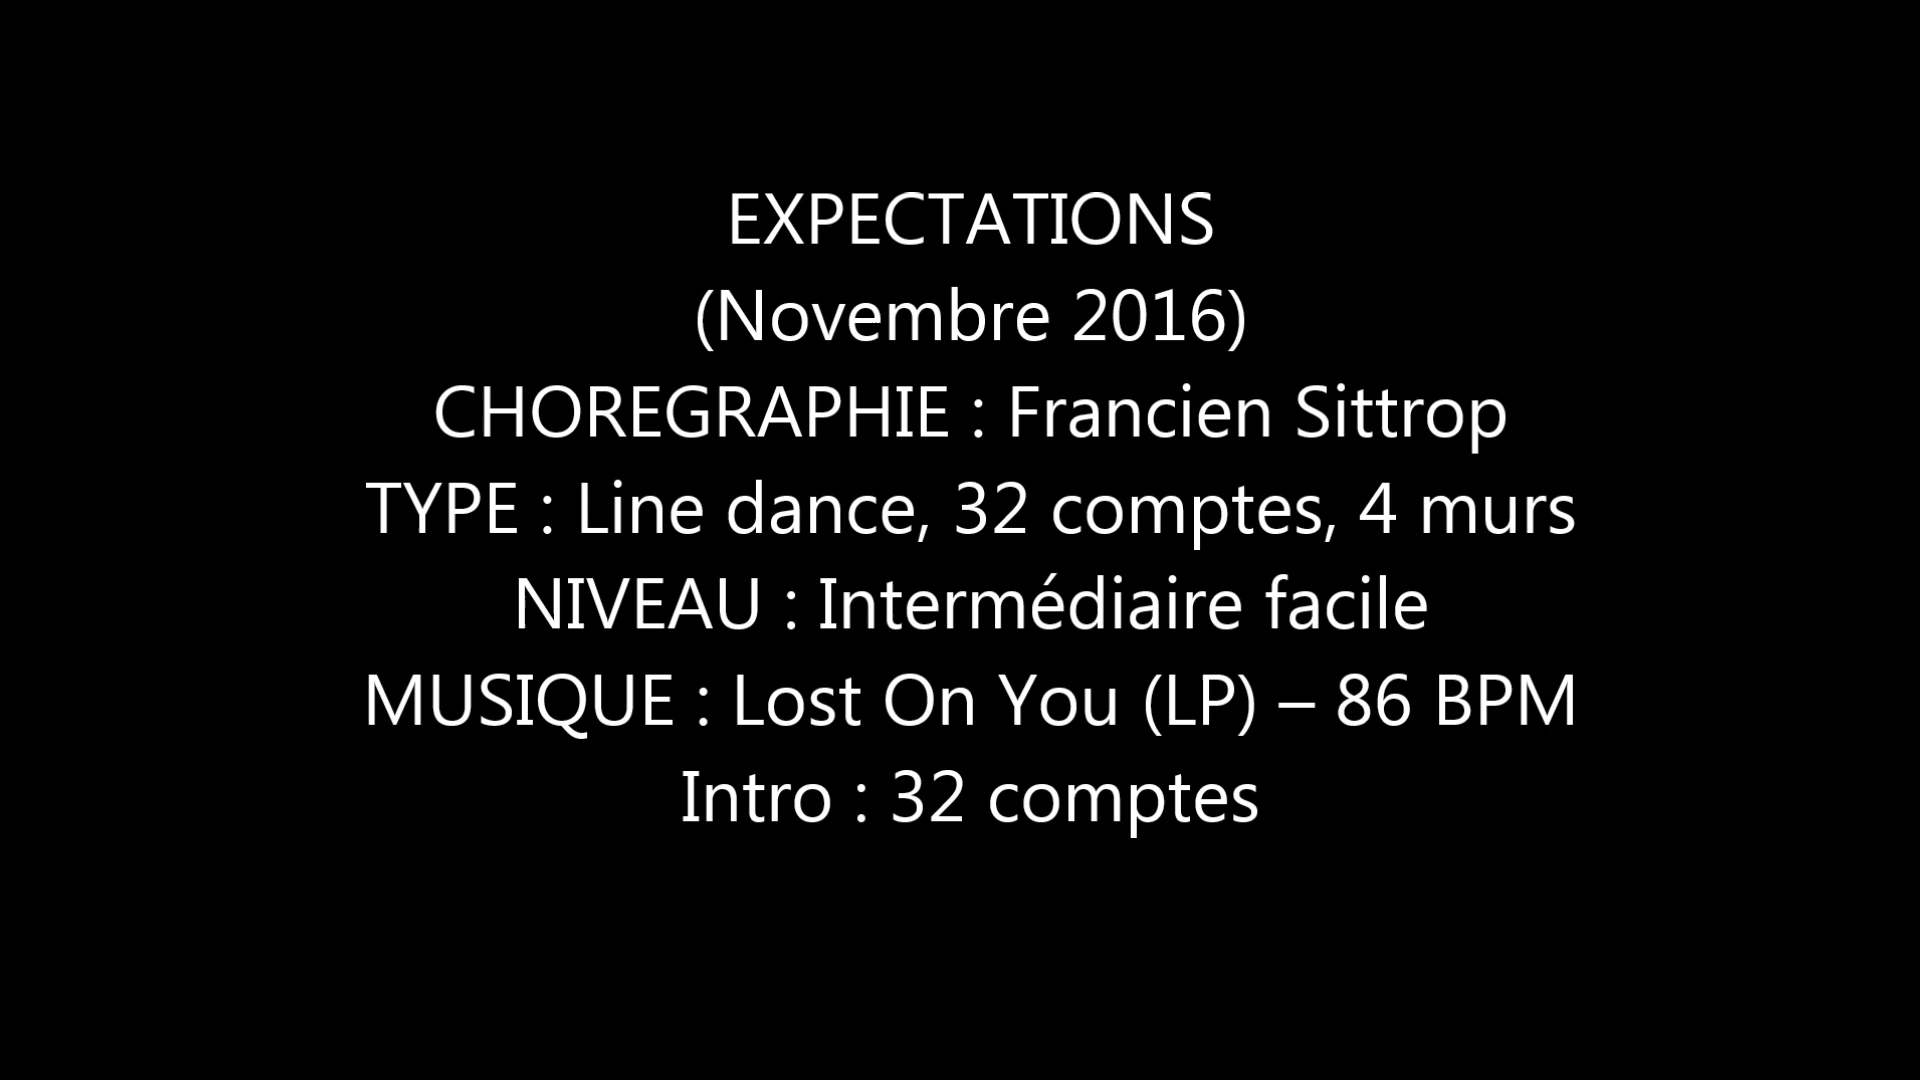 EXPECTATIONS
(Novembre 2016)
CHOREGRAPHIE : Francien Sittrop
TYPE : Line dance, 32 comptes, 4 murs
NIVEAU : Intermédiaire facile
MUSIQUE : Lost On You (LP) – 86 BPM
Intro : 32 comptes